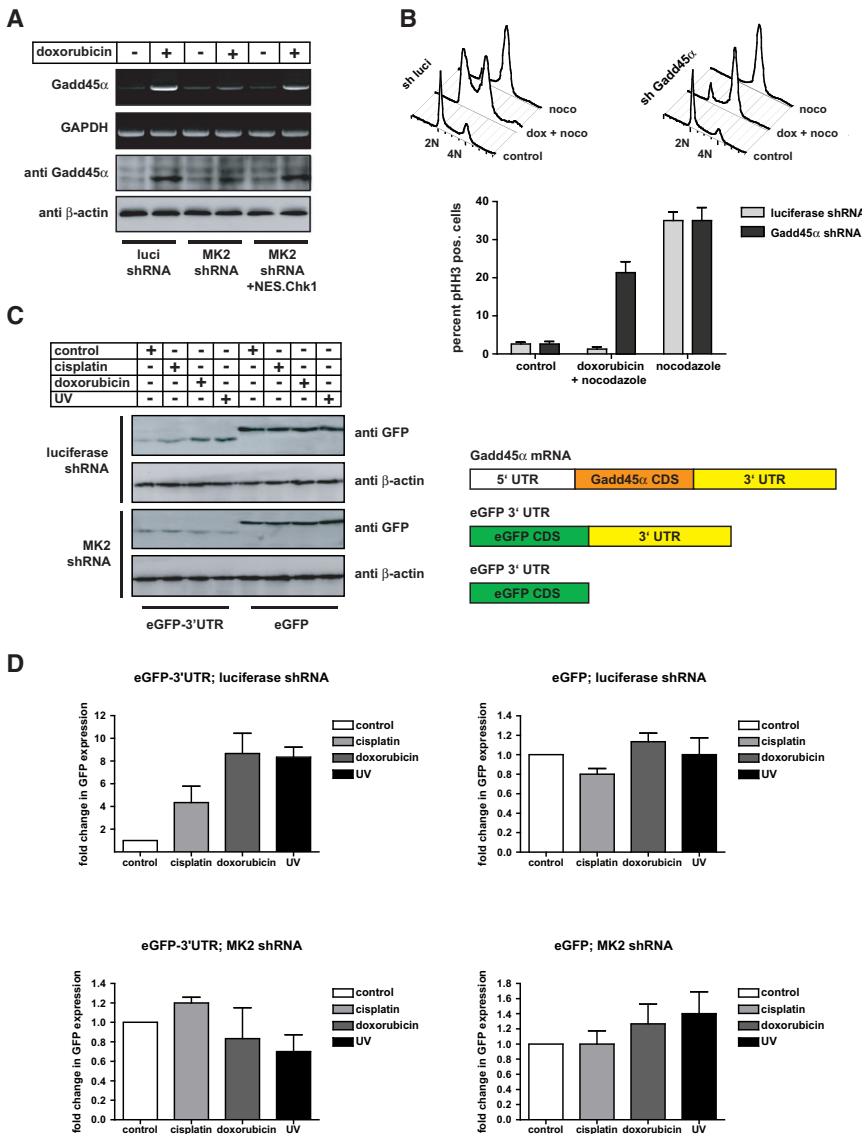 A
doxorubicin - + - + - +
Gadd45α
GAPDH
anti Gadd45α
anti β-actin
luci shRNA
MK2 shRNA
MK2 shRNA +NES.Chk1
B
sh luci
noco
dox + noco
control
2N
4N
sh Gadd45α
noco
dox + noco
control
2N
4N
percent pHH3 pos. cells
40
30
20
10
0
control
doxorubicin + nocodazole
nocodazole
luciferase shRNA
Gadd45α shRNA
C
control + - - - + - - -
cisplatin - + - - - + - -
doxorubicin - - + - - - + -
UV - - - + - - - +
luciferase shRNA
anti GFP
anti β-actin
MK2 shRNA
anti GFP
anti β-actin
eGFP-3'UTR
eGFP
Gadd45α mRNA
5‘ UTR
Gadd45α CDS
3‘ UTR
eGFP 3‘ UTR
eGFP CDS
3‘ UTR
eGFP 3‘ UTR
eGFP CDS
D
eGFP-3'UTR; luciferase shRNA
fold change in GFP expression
12
10
8
6
4
2
control
cisplatin
doxorubicin
UV
control
cisplatin
doxorubicin
UV
eGFP; luciferase shRNA
fold change in GFP expression
1.4
1.2
1.0
0.8
0.6
0.4
0.2
0.0
control
cisplatin
doxorubicin
UV
control
cisplatin
doxorubicin
UV
eGFP-3'UTR; MK2 shRNA
fold change in GFP expression
1.4
1.2
1.0
0.8
0.6
0.4
0.2
0.0
control
cisplatin
doxorubicin
UV
control
cisplatin
doxorubicin
UV
eGFP; MK2 shRNA
fold change in GFP expression
1.8
1.6
1.4
1.2
1.0
0.8
0.6
0.4
0.2
0.0
control
cisplatin
doxorubicin
UV
control
cisplatin
doxorubicin
UV